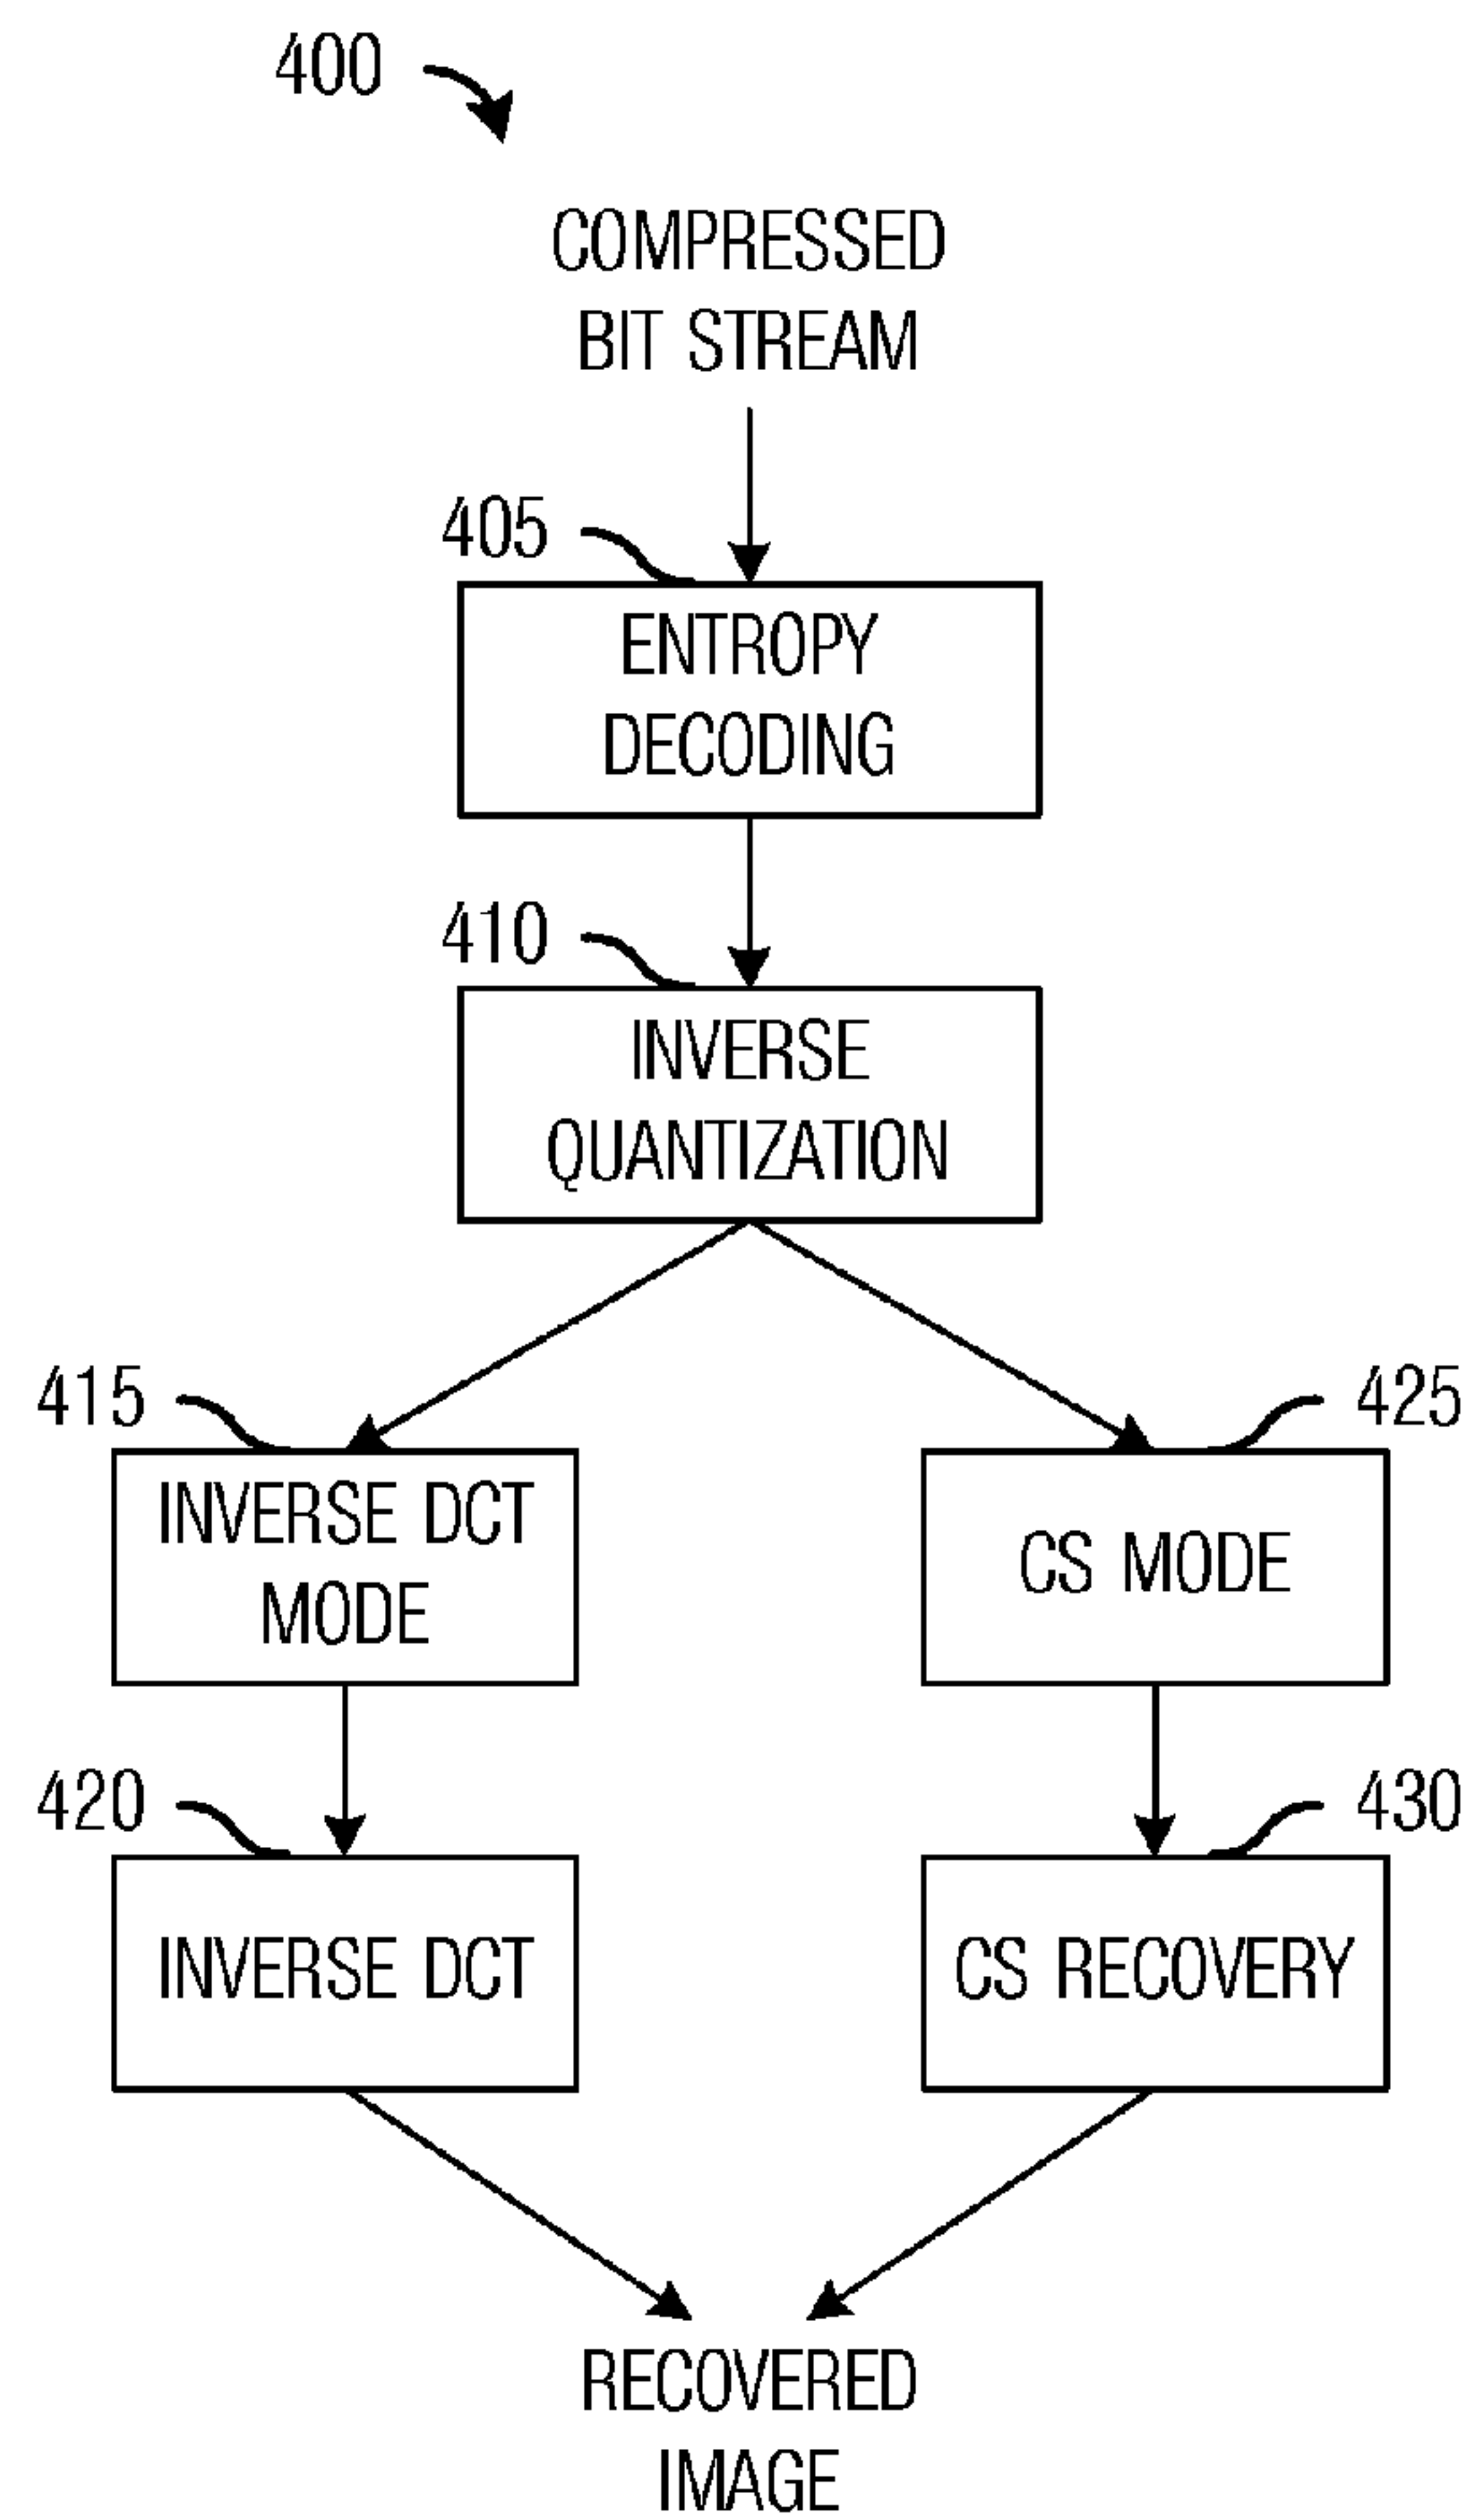 400
COMPRESSED
BIT STREAM
405
ENTROPY
DECODING
410
INVERSE
QUANTIZATION
415
425
INVERSE DCT
MODE
CS MODE
420
430
INVERSE DCT
CS RECOVERY
RECOVERED
IMAGE